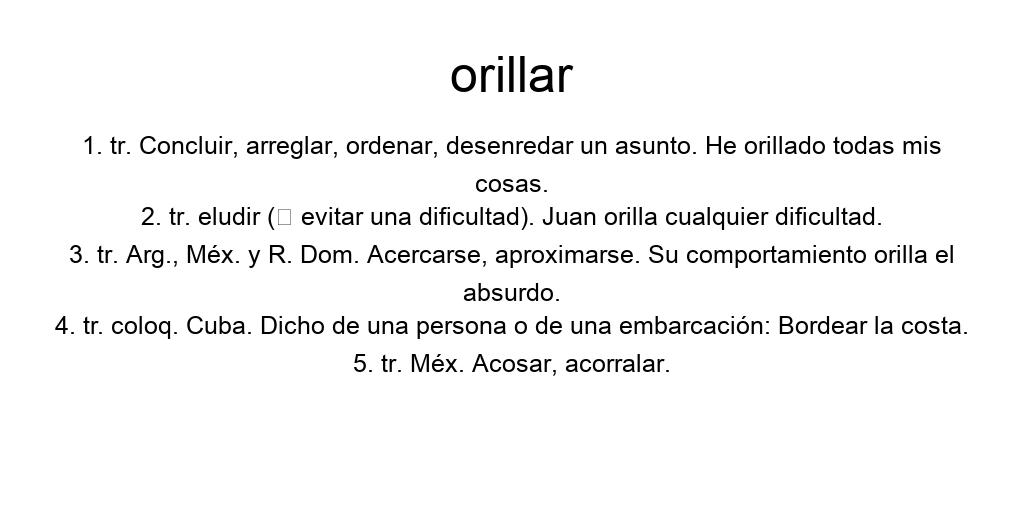 orillar
1. tr. Concluir, arreglar, ordenar, desenredar un asunto. He orillado todas mis
cosas.
2. tr. eludir (▯ evitar una dificultad). Juan orilla cualquier dificultad.
3. tr. Arg., Méx. y R. Dom. Acercarse, aproximarse. Su comportamiento orilla el
absurdo.
4. tr. coloq. Cuba. Dicho de una persona o de una embarcación: Bordear la costa.
5. tr. Méx. Acosar, acorralar.